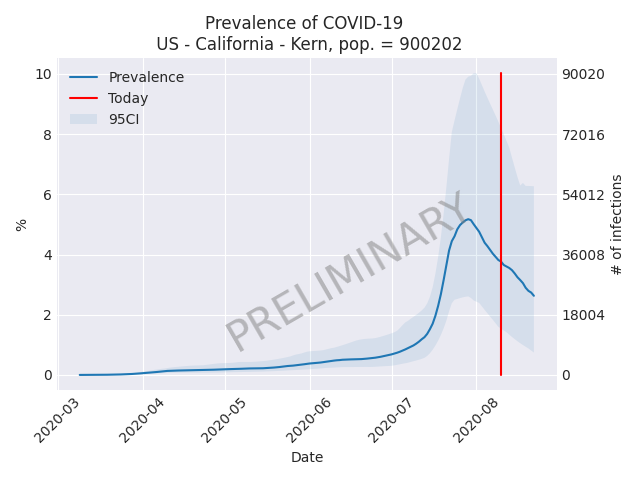 Prevalence of COVID-19
US - California - Kern, pop. = 900202
Prevalence
Today
95CI
PRELIMINARY
%
10
8
6
4
2
0
90020
72016
54012
36008
18004
0
# of infections
2020-03
2020-04
2020-05
2020-06
2020-07
2020-08
Date